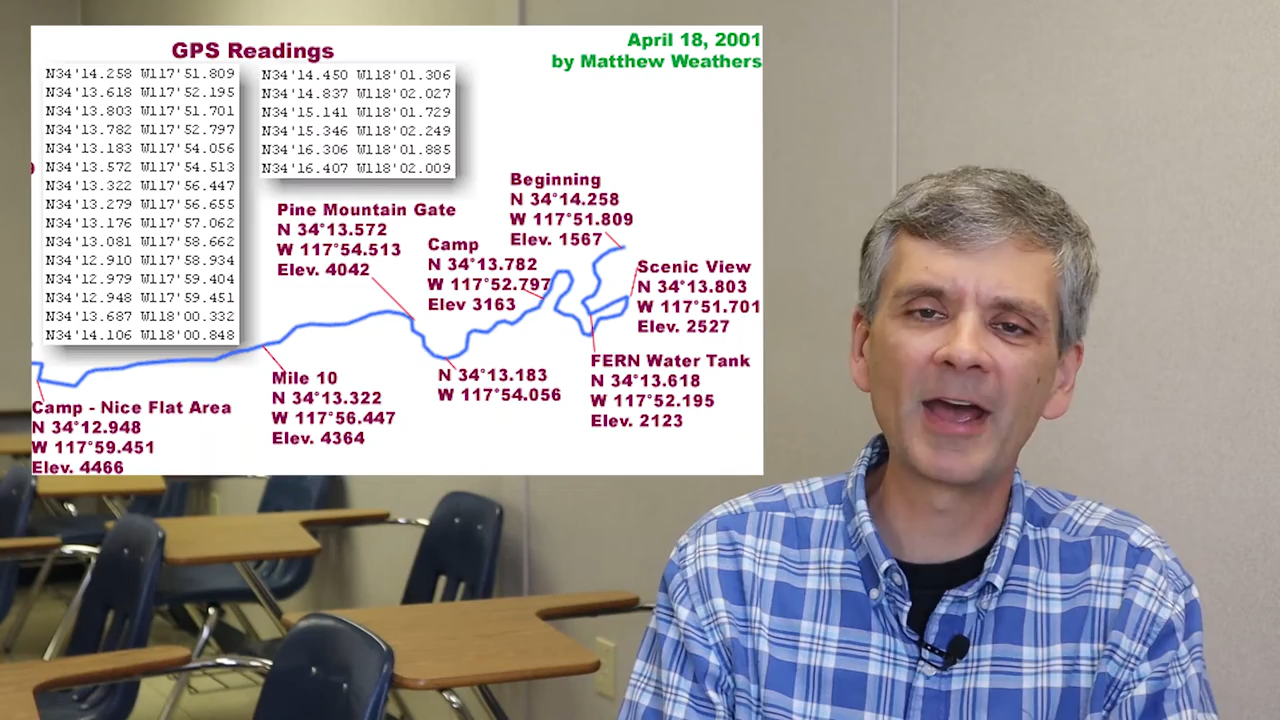 GPS Readings
April 18, 2001
by Matthew Weathers
N34'14.258 W117'51.809
N34'13.618 W117'52.195
N34'13.803 W117'51.701
N34'13.782 W117'52.797
N34'13.183 W117'54.056
N34'13.572 W117'54.513
N34'13.322 W117'56.447
N34'13.279 W117'56.655
N34'13.176 W117'57.062
N34'13.081 W117'58.662
N34'12.910 W117'58.934
N34'12.979 W117'59.404
N34'12.948 W117'59.451
N34'13.687 W118'00.332
N34'14.106 W118'00.848
N34'14.450 W118'01.306
N34'14.837 W118'02.027
N34'15.141 W118'01.729
N34'15.346 W118'02.249
N34'16.306 W118'01.885
N34'16.407 W118'02.009
Beginning
N 34°14.258
W 117°51.809
Elev. 1567
Pine Mountain Gate
N 34°13.572
W 117°54.513
Elev. 4042
Camp
N 34°13.782
W 117°52.797
Elev 3163
Scenic View
N 34°13.803
W 117°51.701
Elev. 2527
FERN Water Tank
N 34°13.618
W 117°52.195
Elev. 2123
N 34°13.183
W 117°54.056
Mile 10
N 34°13.322
W 117°56.447
Elev. 4364
Camp - Nice Flat Area
N 34°12.948
W 117°59.451
Elev. 4466